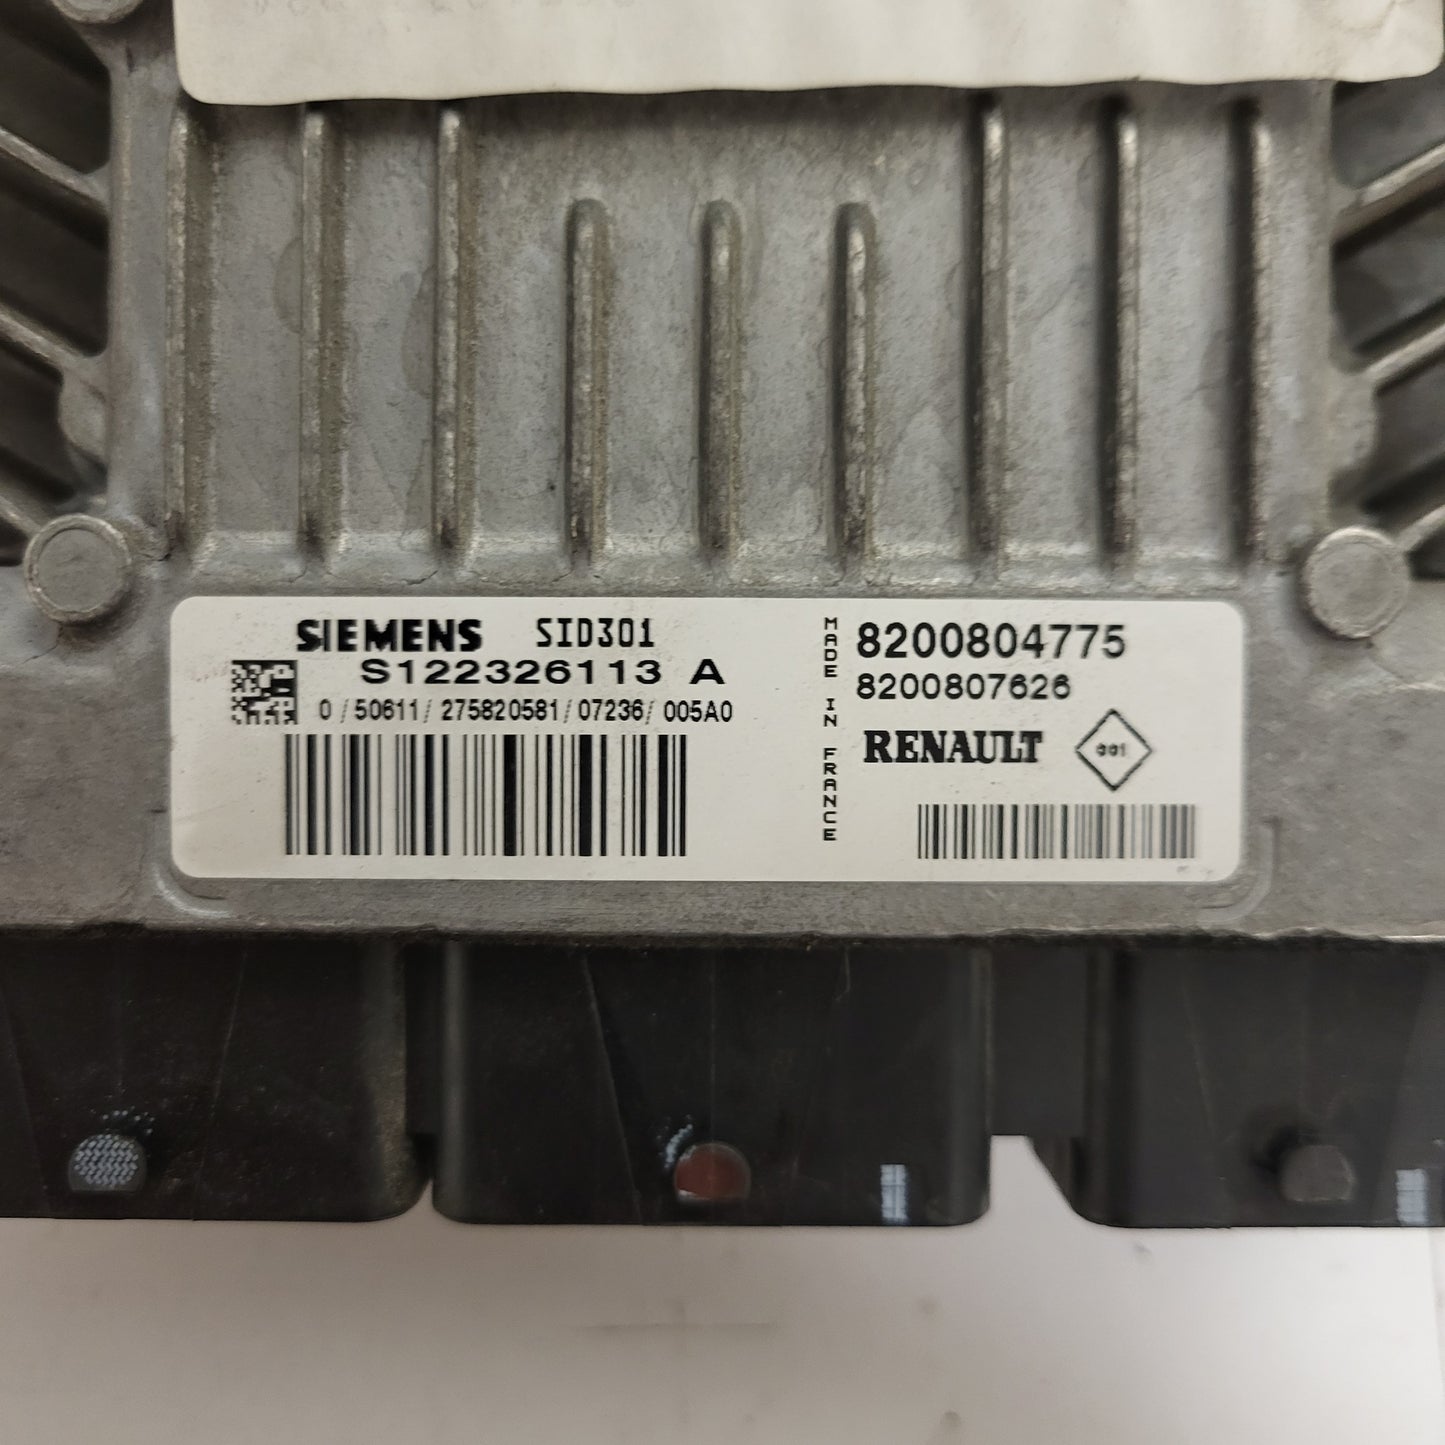 SIEMENS SID301
S122326113 A
0/50611/275820581/07236/005A0
MADE IN FRANCE
8200804775
8200807626
RENAULT 001